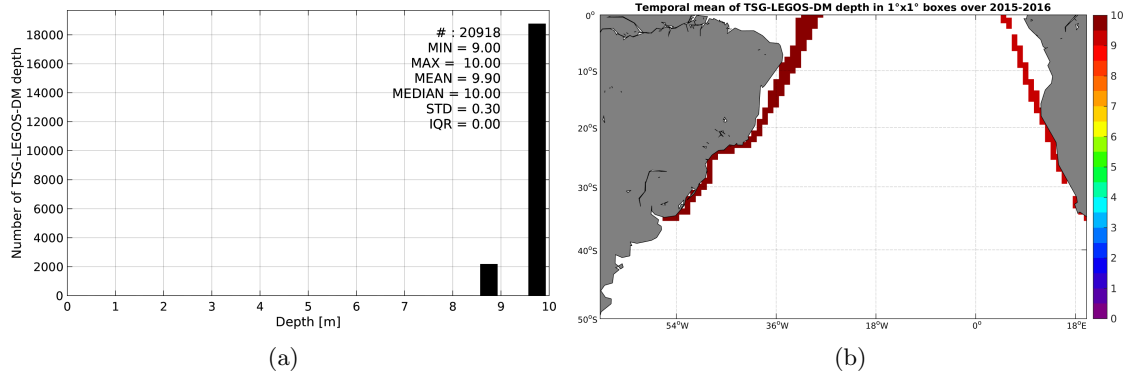 Number of TSG-LEGOS-DM depth
18000
16000
14000
12000
10000
8000
6000
4000
2000
0
# : 20918
MIN = 9.00
MAX = 10.00
MEAN = 9.90
MEDIAN = 10.00
STD = 0.30
IQR = 0.00
0 1 2 3 4 5 6 7 8 9 10
Depth [m]
(a)
Temporal mean of TSG-LEGOS-DM depth in 1°x1° boxes over 2015-2016
0°
10°S
20°S
30°S
40°S
50°S
54°W 36°W 18°W 0° 18°E
10
9
8
7
6
5
4
3
2
1
0
(b)